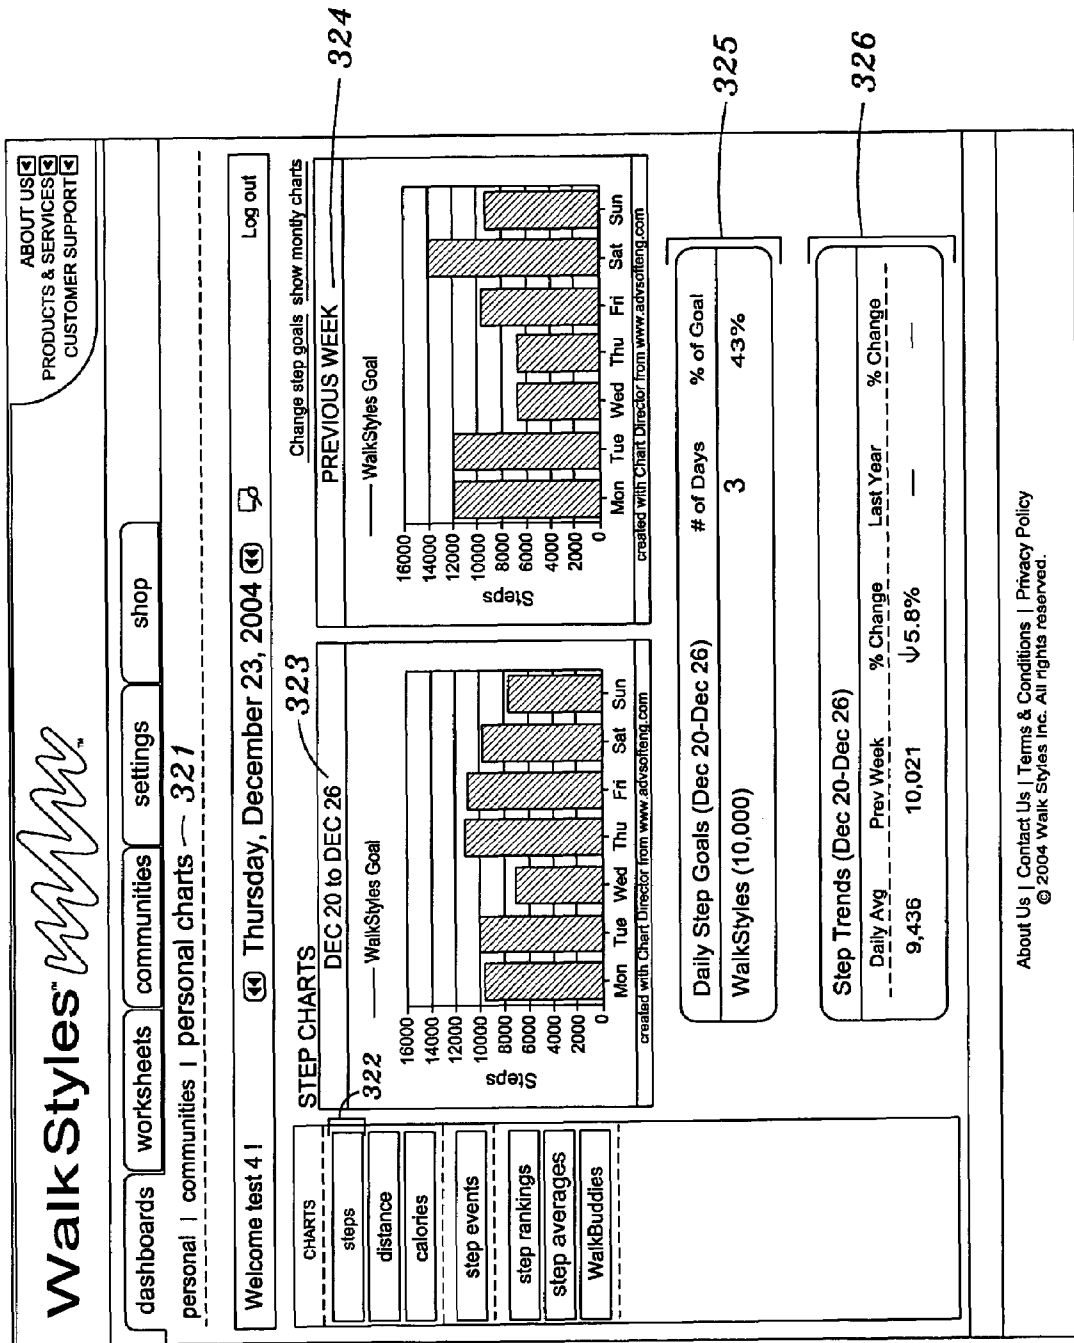 WalkStyles™
ABOUT US
PRODUCTS & SERVICES
CUSTOMER SUPPORT
dashboards worksheets communities settings shop
personal | communities | personal charts 321
Welcome test 4 ! Thursday, December 23, 2004 Log out
CHARTS
steps
distance
calories
step events
step rankings
step averages
WalkBuddies
322
STEP CHARTS
323
Change step goals show montly charts
DEC 20 to DEC 26
WalkStyles Goal
Steps
16000
14000
12000
10000
8000
6000
4000
2000
0
Mon Tue Wed Thu Fri Sat Sun
created with Chart Director from www.advsofteng.com
PREVIOUS WEEK
324
WalkStyles Goal
Steps
16000
14000
12000
10000
8000
6000
4000
2000
0
Mon Tue Wed Thu Fri Sat Sun
created with Chart Director from www.advsofteng.com
Daily Step Goals (Dec 20-Dec 26) # of Days % of Goal
WalkStyles (10,000) 3 43%
325
Step Trends (Dec 20-Dec 26)
Daily Avg Prev Week % Change Last Year % Change
9,436 10,021 ↓5.8% — —
326
About Us | Contact Us | Terms & Conditions | Privacy Policy
© 2004 Walk Styles Inc. All rights reserved.